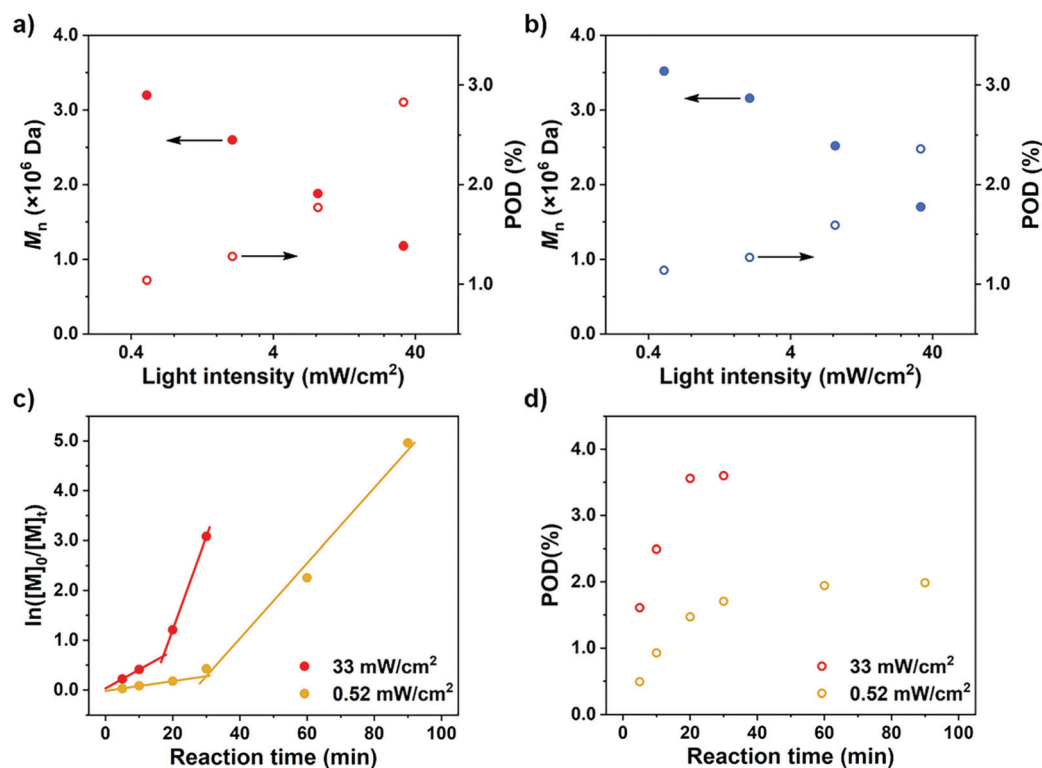 a)
4.0
3.0
2.0
1.0
0.0
Mn (×10⁶ Da)
3.0
2.0
1.0
POD (%)
0.4
4
40
Light intensity (mW/cm²)
b)
4.0
3.0
2.0
1.0
0.0
Mn (×10⁶ Da)
3.0
2.0
1.0
POD (%)
0.4
4
40
Light intensity (mW/cm²)
c)
5.0
4.0
3.0
2.0
1.0
0.0
ln([M]₀/[M]t)
33 mW/cm²
0.52 mW/cm²
0
20
40
60
80
100
Reaction time (min)
d)
4.0
3.0
2.0
1.0
0.0
POD(%)
33 mW/cm²
0.52 mW/cm²
0
20
40
60
80
100
Reaction time (min)